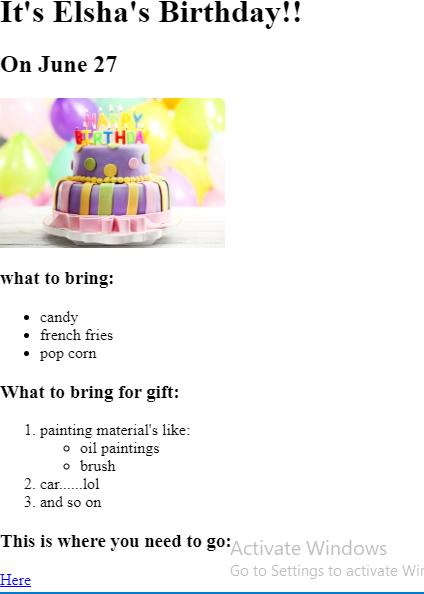 It's Elsha's Birthday!!
On June 27
HAPPY
BIRTHDAY
what to bring:
candy
french fries
pop corn
What to bring for gift:
1. painting material's like:
oil paintings
brush
2. car......lol
3. and so on
This is where you need to go:
Activate Windows
Go to Settings to activate Win
Here